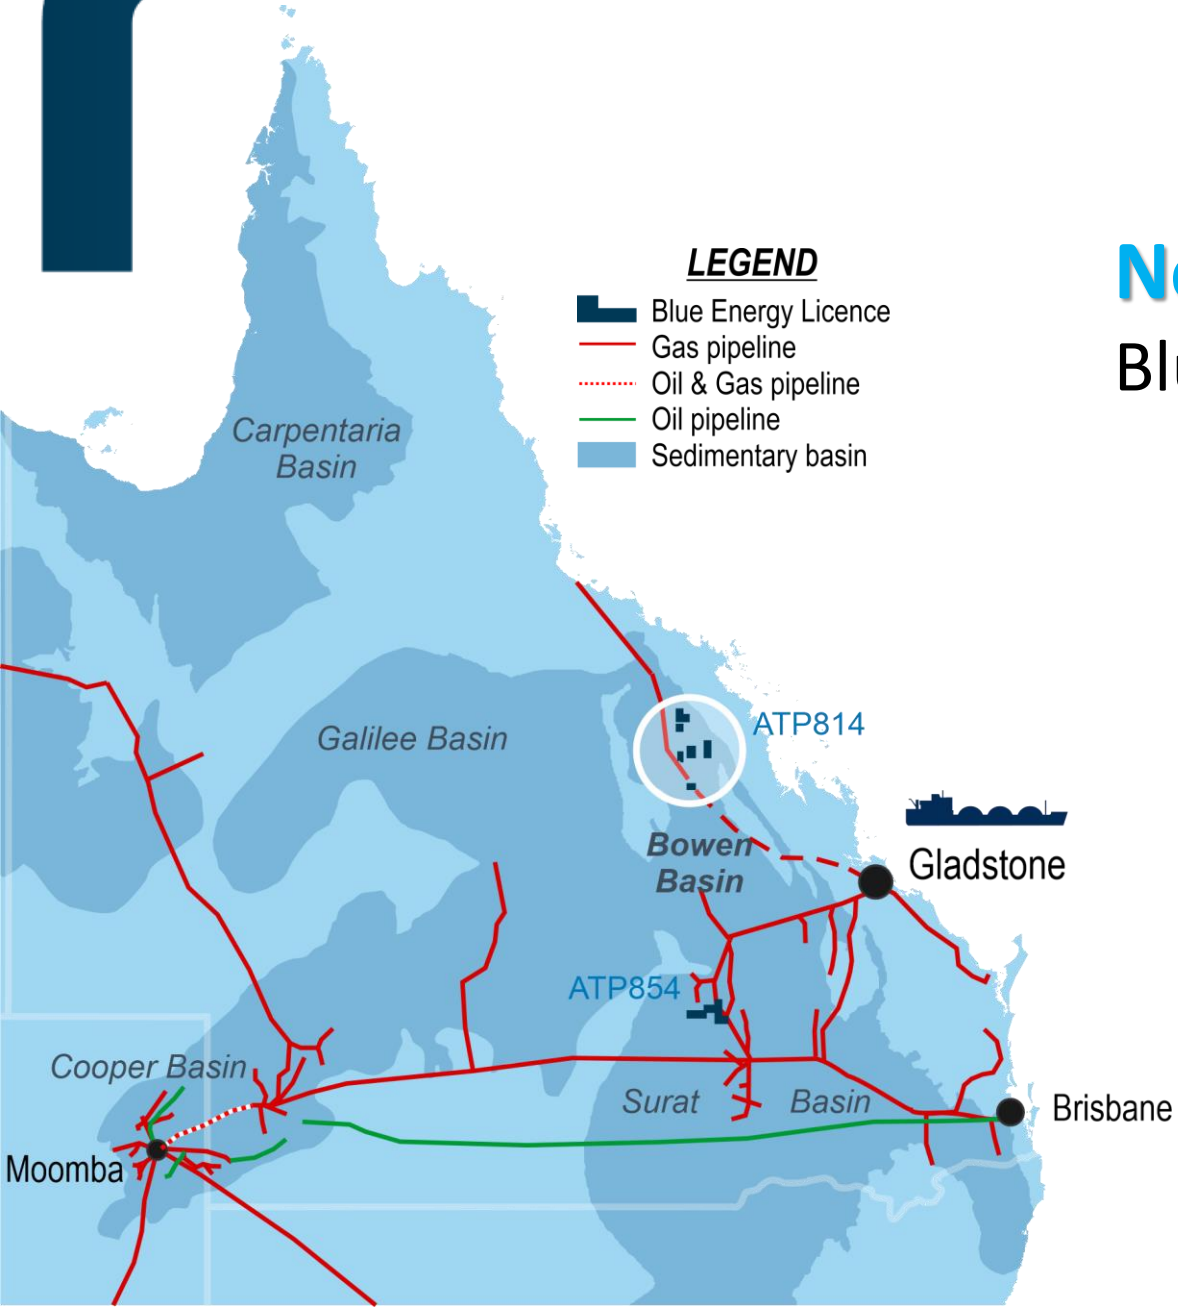 LEGEND
Blue Energy Licence
Gas pipeline
Oil & Gas pipeline
Oil pipeline
Sedimentary basin
Carpentaria
Basin
Galilee Basin
ATP814
Bowen
Basin
Gladstone
ATP854
Cooper Basin
Surat Basin
Brisbane
Moomba